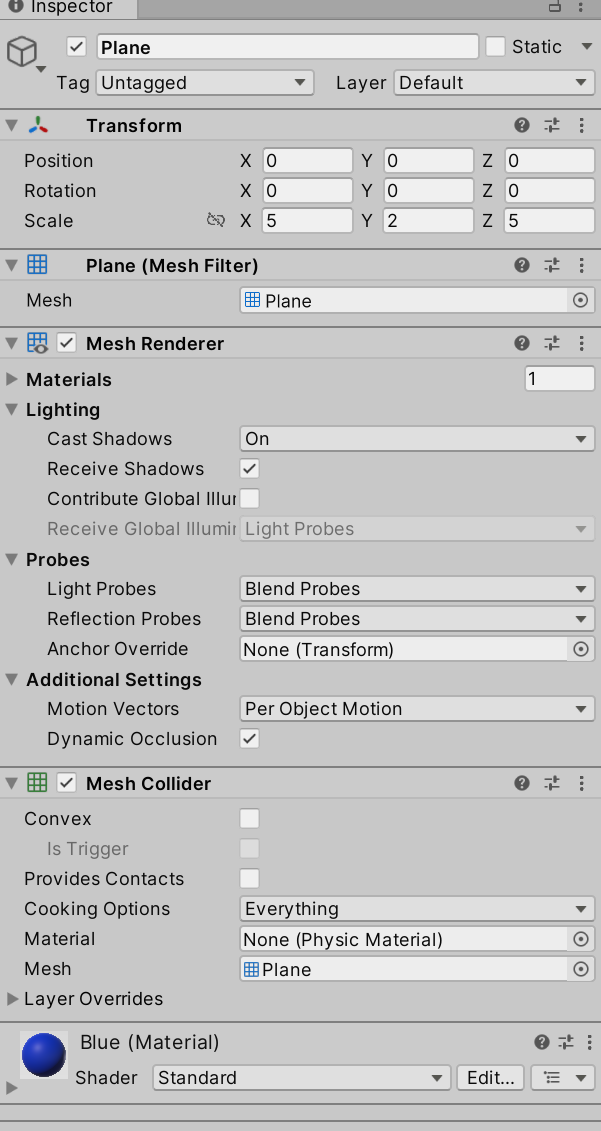 Inspector
Plane Static
Tag Untagged Layer Default
Transform
Position X 0 Y 0 Z 0
Rotation X 0 Y 0 Z 0
Scale X 5 Y 2 Z 5
Plane (Mesh Filter)
Mesh Plane
Mesh Renderer
Materials 1
Lighting
Cast Shadows On
Receive Shadows
Contribute Global Illur
Receive Global Illumir Light Probes
Probes
Light Probes Blend Probes
Reflection Probes Blend Probes
Anchor Override None (Transform)
Additional Settings
Motion Vectors Per Object Motion
Dynamic Occlusion
Mesh Collider
Convex
Is Trigger
Provides Contacts
Cooking Options Everything
Material None (Physic Material)
Mesh Plane
Layer Overrides
Blue (Material)
Shader Standard Edit...